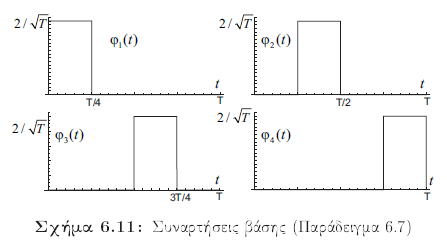 2/√T φ₁(t) t T/4 T
2/√T φ₂(t) t T/2 T
2/√T φ₃(t) t 3T/4 T
2/√T φ₄(t) t T
Σχήμα 6.11: Συναρτήσεις βάσης (Παράδειγμα 6.7)